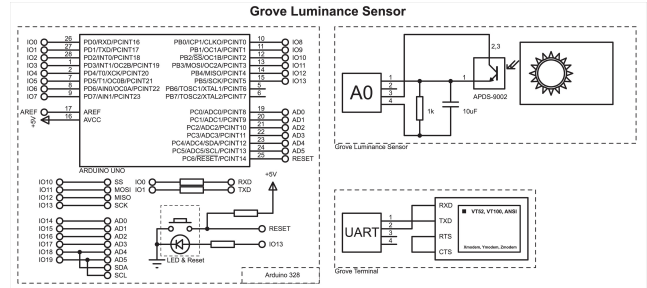 Grove Luminance Sensor
IO0 26 PD0/RXD/PCINT16 PB0/ICP1/CLKO/PCINT0 10 IO8
IO1 27 PD1/TXD/PCINT17 PB1/OC1A/PCINT1 11 IO9
IO2 28 PD2/INT0/PCINT18 PB2/SS/OC1B/PCINT2 12 IO10
IO3 1 PD3/INT1/OC2B/PCINT19 PB3/MOSI/OC2A/PCINT3 13 IO11
IO4 2 PD4/T0/XCK/PCINT20 PB4/MISO/PCINT4 14 IO12
IO5 7 PD5/T1/OC0B/PCINT21 PB5/SCK/PCINT5 15 IO13
IO6 8 PD6/AIN0/OC0A/PCINT22 PB6/TOSC1/XTAL1/PCINT6 5
IO7 9 PD7/AIN1/PCINT23 PB7/TOSC2/XTAL2/PCINT7 6
AREF 17 AREF PC0/ADC0/PCINT8 19 AD0
+5V 16 AVCC PC1/ADC1/PCINT9 20 AD1
PC2/ADC2/PCINT10 21 AD2
PC3/ADC3/PCINT11 22 AD3
PC4/ADC4/SDA/PCINT12 23 AD4
PC5/ADC5/SCL/PCINT13 24 AD5
PC6/RESET/PCINT14 25 RESET
ARDUINO UNO
IO10 SS IO0 RXD
IO11 MOSI IO1 TXD
IO12 MISO
IO13 SCK
+5V
IO14 AD0
IO15 AD1
IO16 AD2
IO17 AD3
IO18 AD4
IO19 AD5
SDA
SCL
RESET
IO13
LED & Reset
Arduino 328
2,3
A0
1
2
3
4
1
1k
10uF
APDS-9002
Grove Luminance Sensor
UART
1
2
3
4
RXD
TXD
RTS
CTS
VT52, VT100, ANSI
Xmodem, Ymodem, Zmodem
Grove Terminal